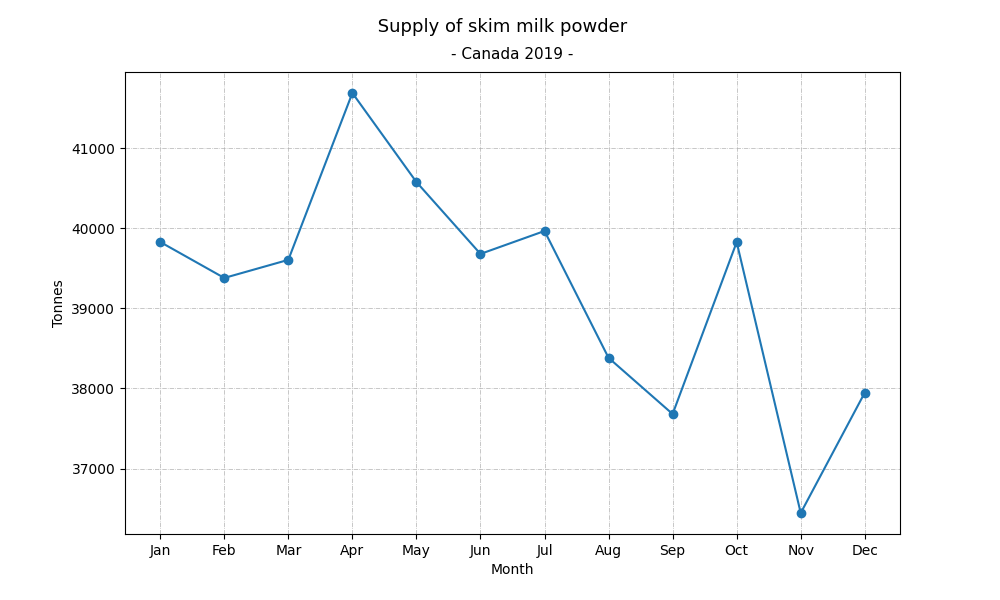 Supply of skim milk powder
- Canada 2019 -
41000
40000
39000
38000
37000
Tonnes
Jan Feb Mar Apr May Jun Jul Aug Sep Oct Nov Dec
Month